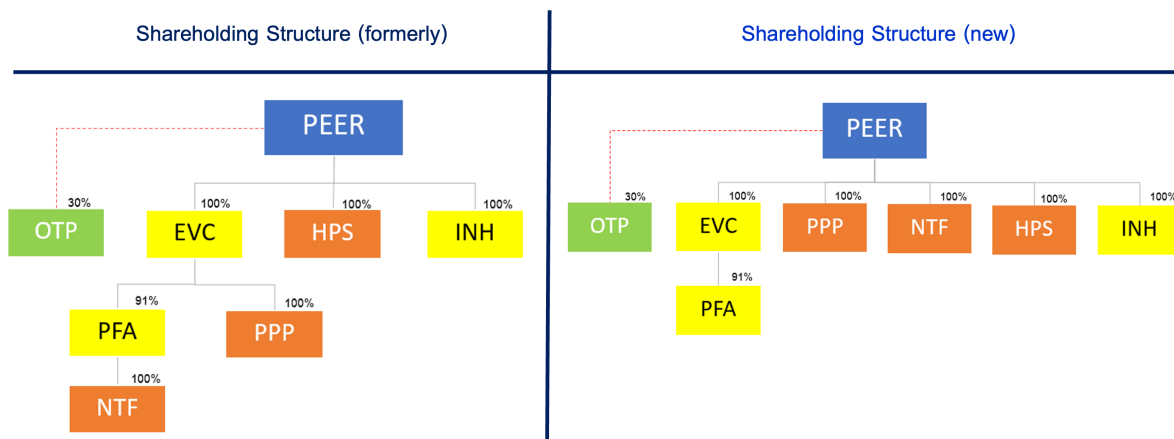 Shareholding Structure (formerly)
PEER
30%
100%
100%
100%
OTP
EVC
HPS
INH
91%
100%
PFA
PPP
100%
NTF
Shareholding Structure (new)
PEER
30%
100%
100%
100%
100%
100%
OTP
EVC
PPP
NTF
HPS
INH
91%
PFA